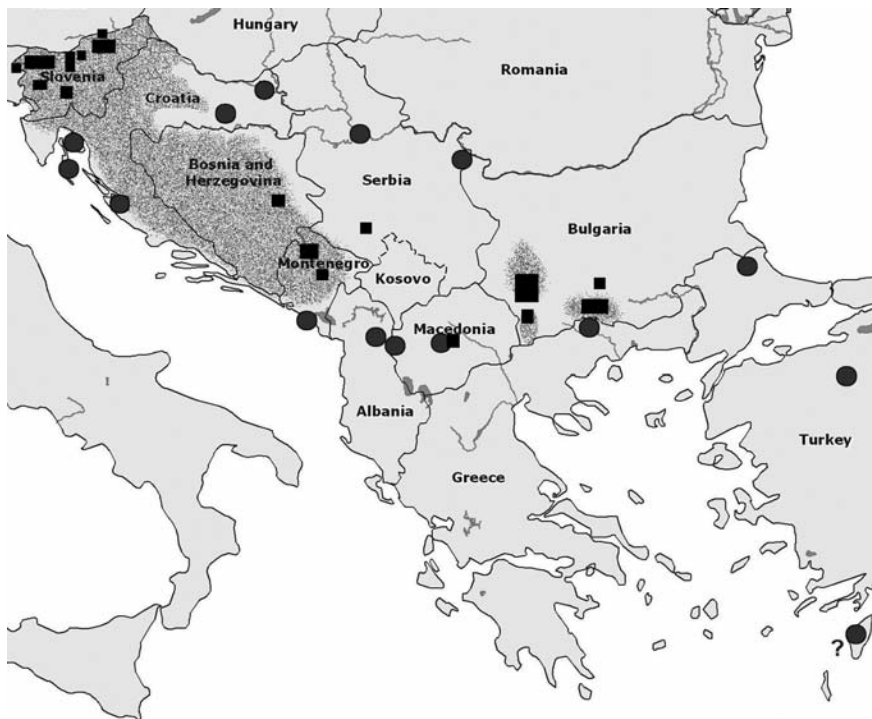 Hungary
Romania
Slovenia
Croatia
Bosnia and
Herzegovina
Serbia
Bulgaria
Montenegro
Kosovo
Macedonia
Albania
Turkey
Greece
?